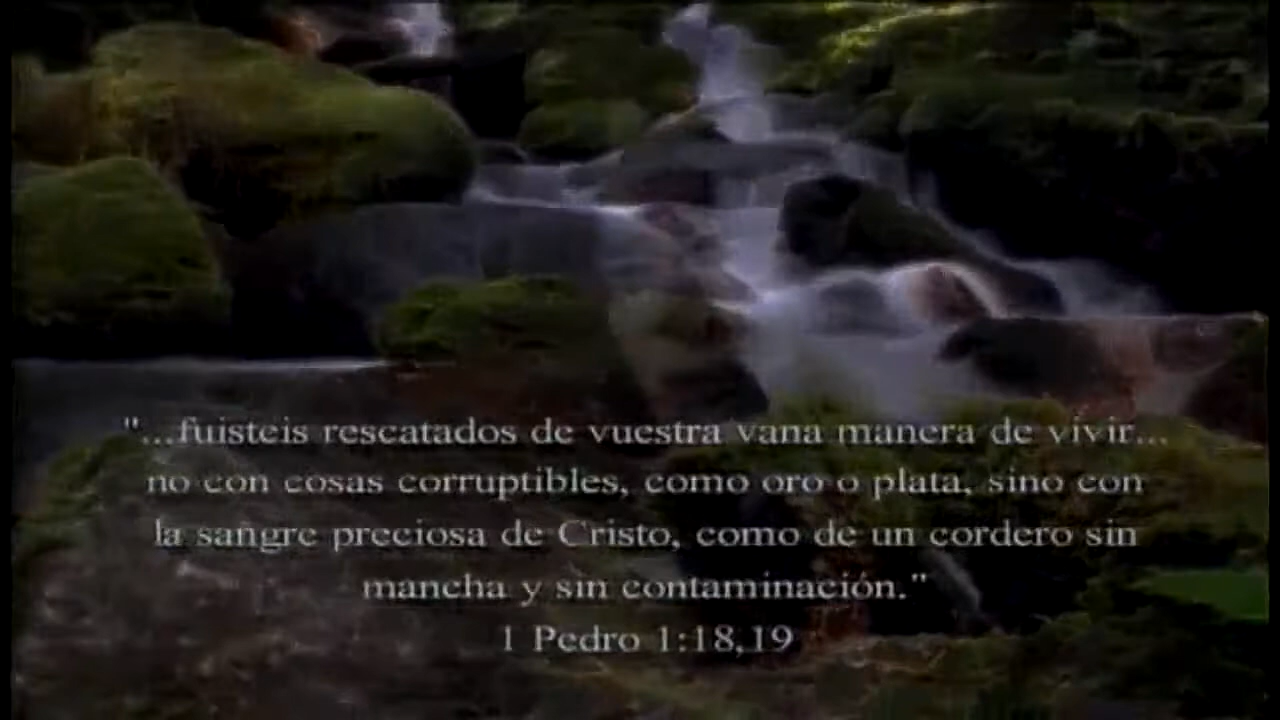 "...fuisteis rescatados de vuestra vana manera de vivir...
no con cosas corruptibles, como oro o plata, sino con
la sangre preciosa de Cristo, como de un cordero sin
mancha y sin contaminación."
1 Pedro 1:18,19